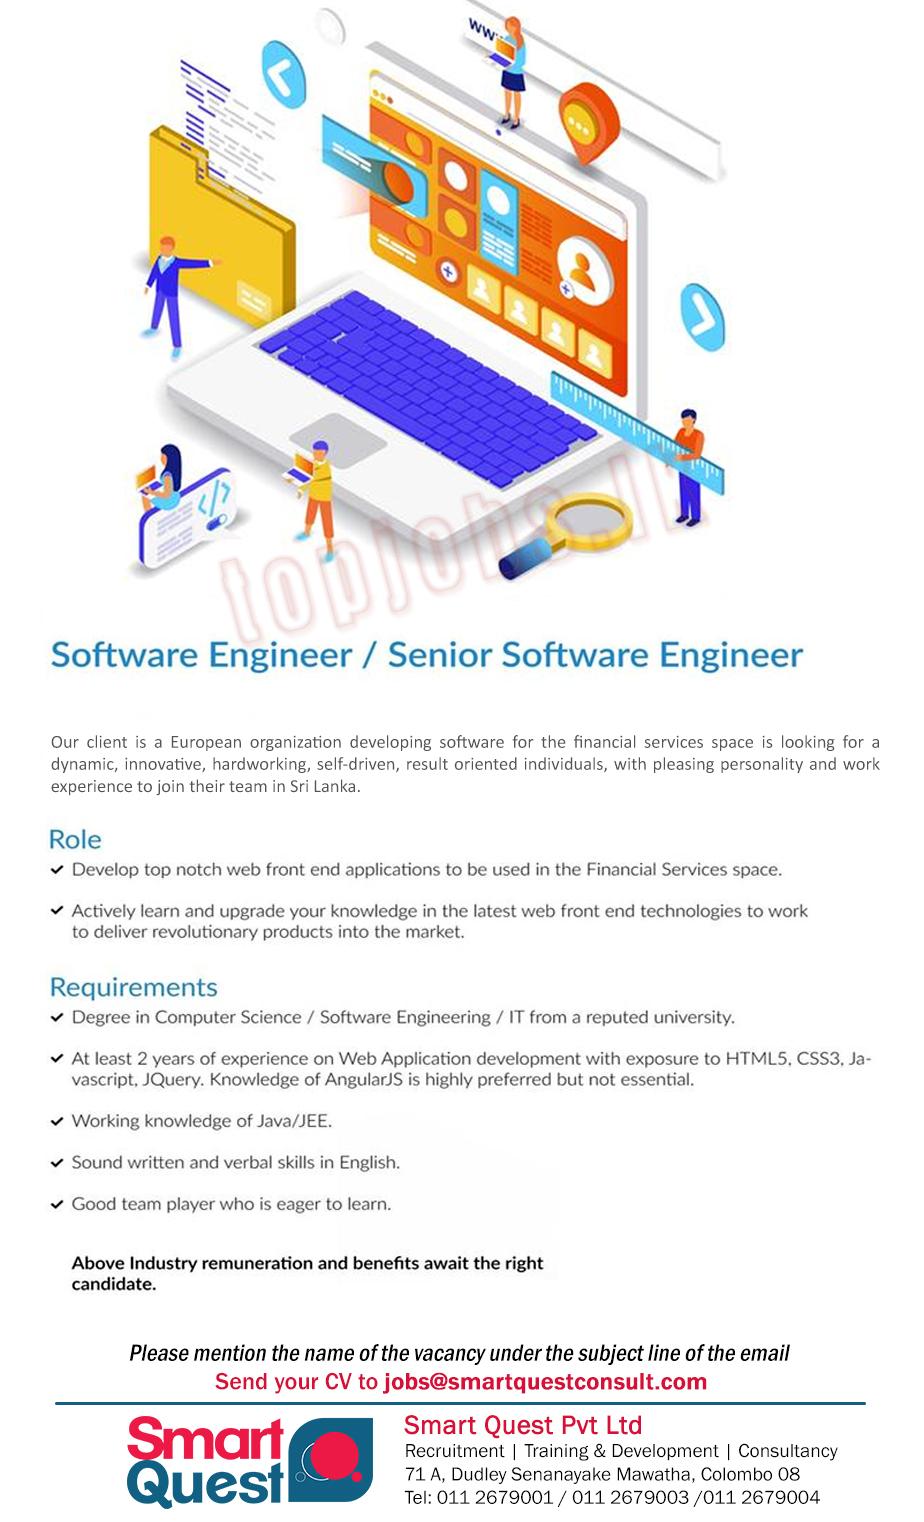 www.
topjobs.lk
Software Engineer / Senior Software Engineer
Our client is a European organization developing software for the financial services space is looking for a
dynamic, innovative, hardworking, self-driven, result oriented individuals, with pleasing personality and work
experience to join their team in Sri Lanka.
Role
✔ Develop top notch web front end applications to be used in the Financial Services space.
✔ Actively learn and upgrade your knowledge in the latest web front end technologies to work
to deliver revolutionary products into the market.
Requirements
✔ Degree in Computer Science / Software Engineering / IT from a reputed university.
✔ At least 2 years of experience on Web Application development with exposure to HTML5, CSS3, Ja-
vascript, JQuery. Knowledge of AngularJS is highly preferred but not essential.
✔ Working knowledge of Java/JEE.
✔ Sound written and verbal skills in English.
✔ Good team player who is eager to learn.
Above Industry remuneration and benefits await the right
candidate.
Please mention the name of the vacancy under the subject line of the email
Send your CV to jobs@smartquestconsult.com
Smart
Quest
Smart Quest Pvt Ltd
Recruitment | Training & Development | Consultancy
71 A, Dudley Senanayake Mawatha, Colombo 08
Tel: 011 2679001 / 011 2679003 /011 2679004